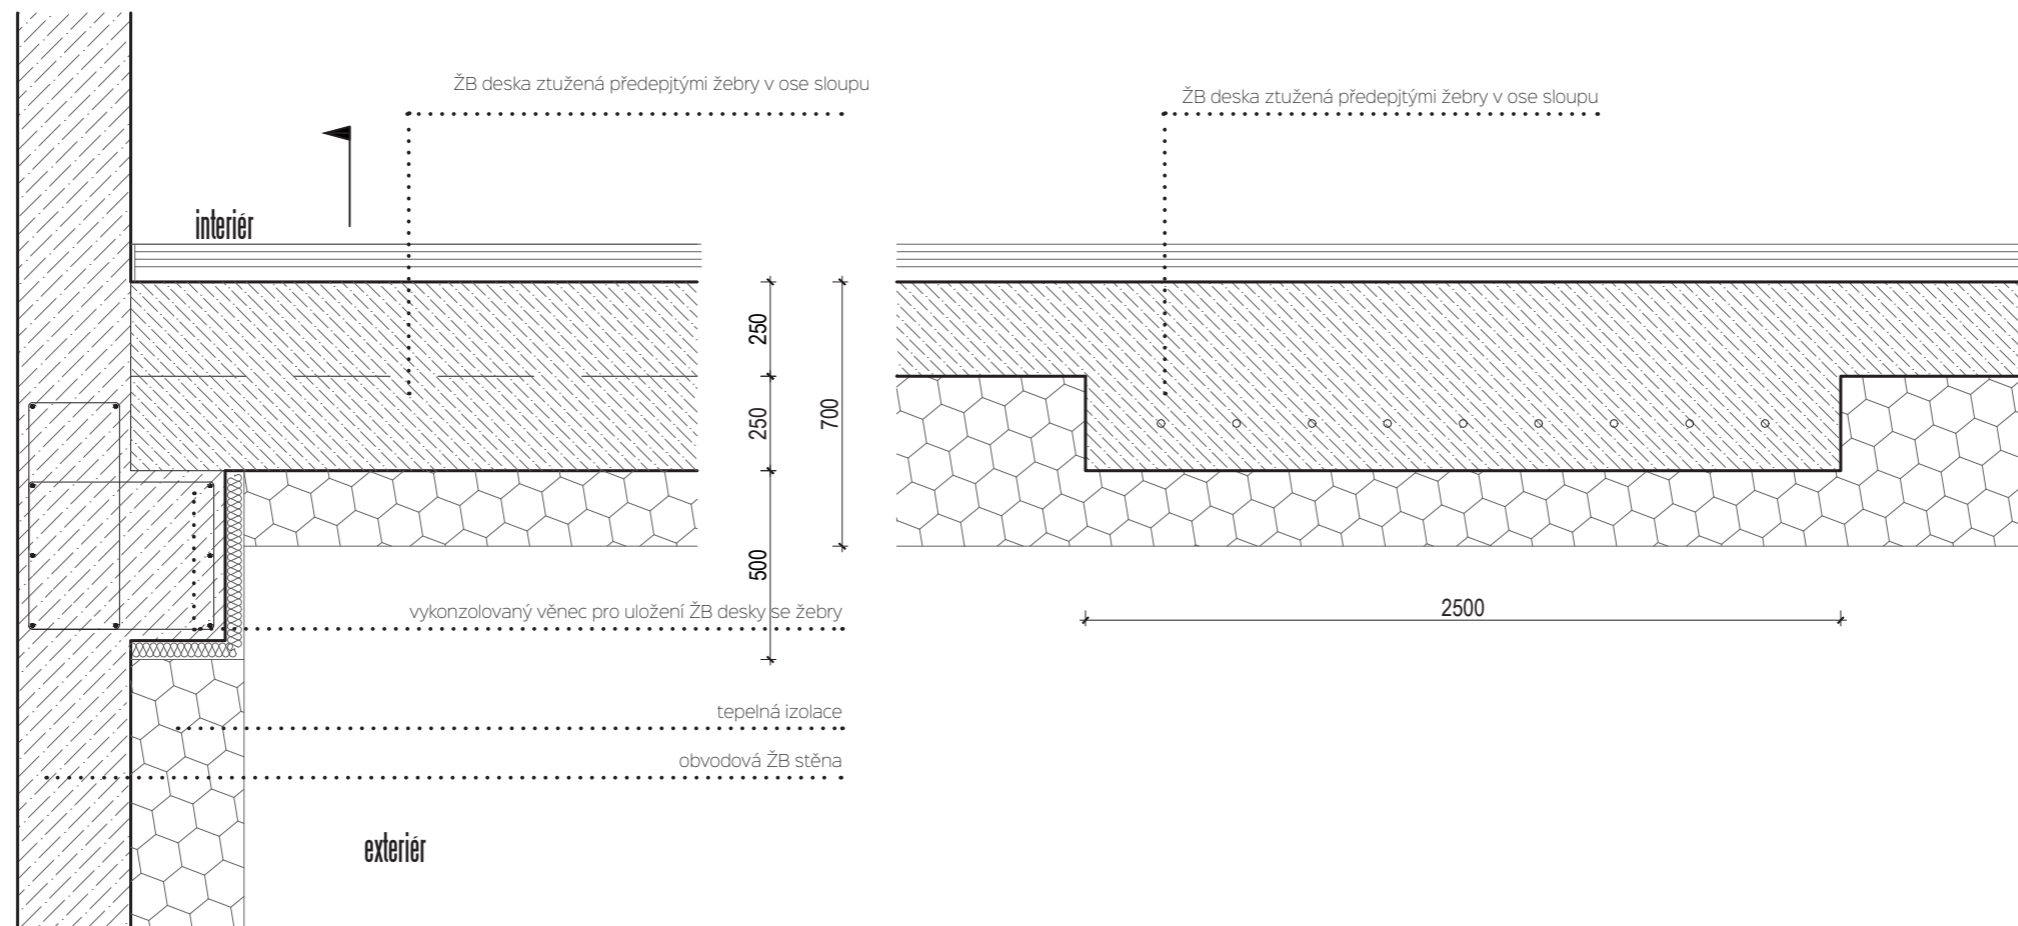 ŽB deska ztužená předepjtými žebry v ose sloupu
ŽB deska ztužená předepjtými žebry v ose sloupu
interiér
250
250
700
500
vykonzolovaný věnec pro uložení ŽB desky se žebry
2500
tepelná izolace
obvodová ŽB stěna
exteriér